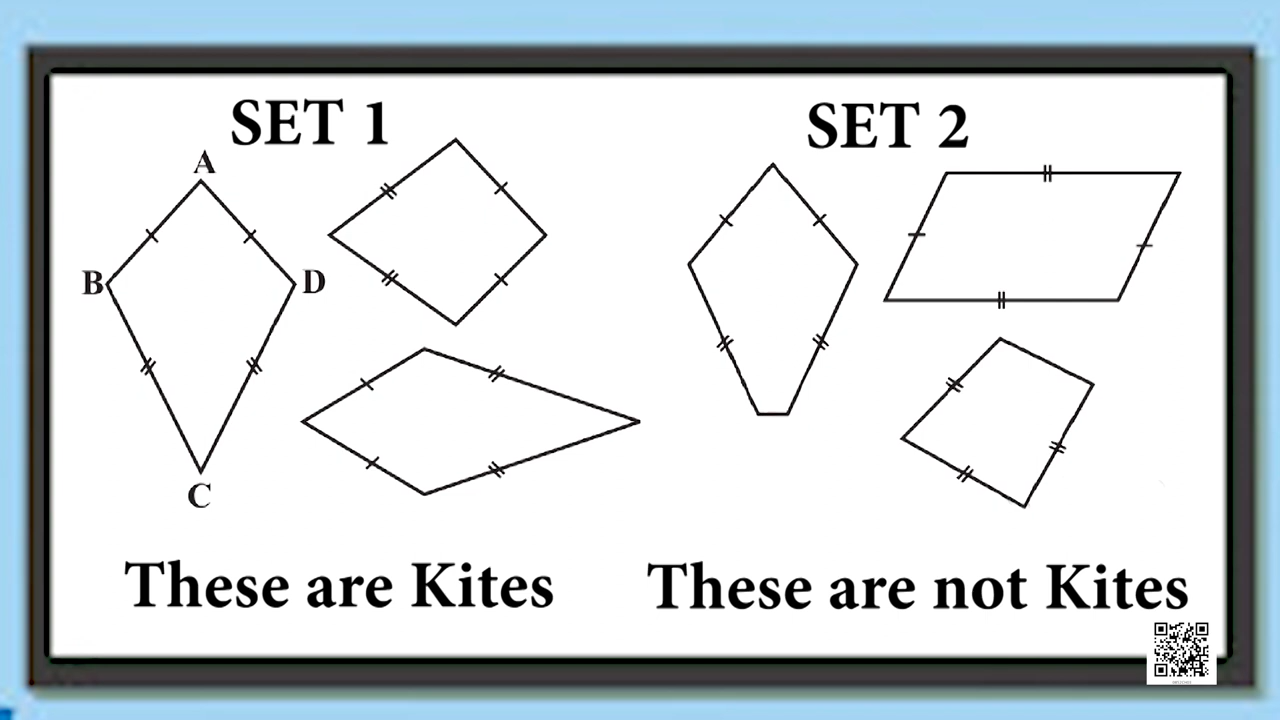 SET 1
SET 2
A
B
D
C
These are Kites
These are not Kites